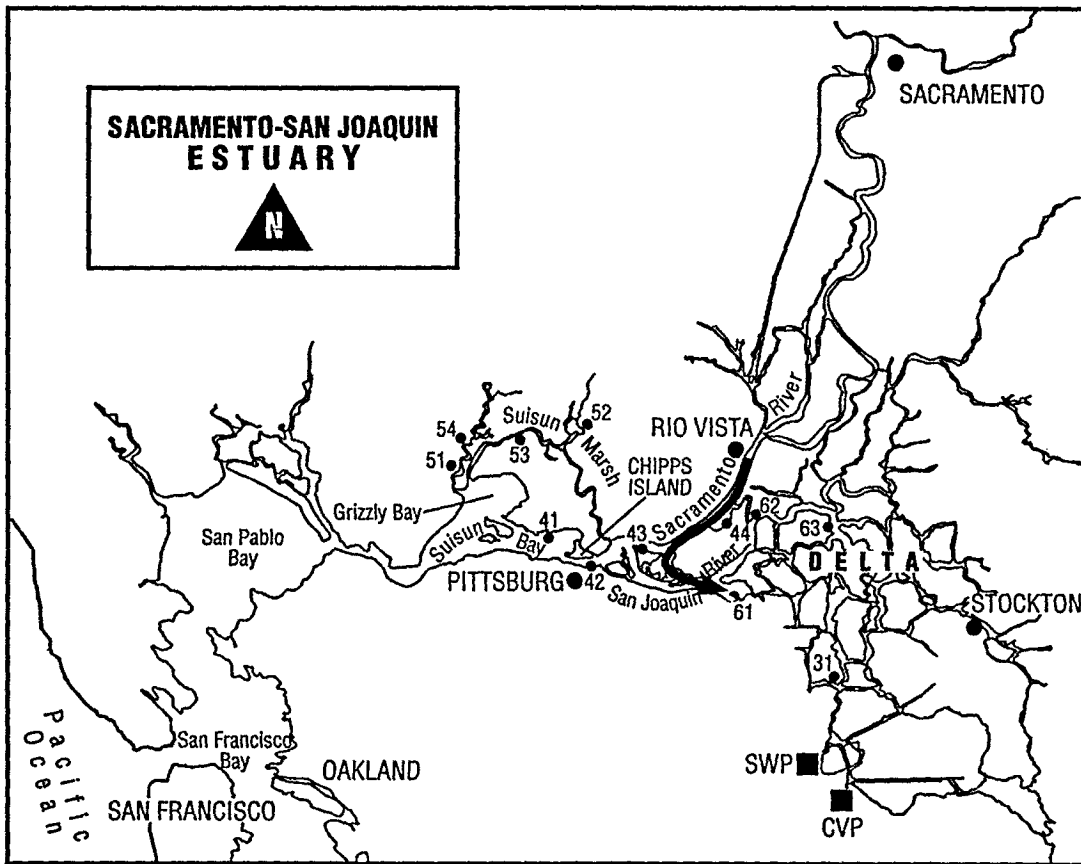 SACRAMENTO-SAN JOAQUIN
ESTUARY
N
SACRAMENTO
River
RIO VISTA
Sacramento
Suisun
Marsh
52
54
53
51
CHIPPS
ISLAND
Grizzly Bay
Suisun
Bay
41
43
44
62
63
San Pablo
Bay
DELTA
PITTSBURG
42
San Joaquin
River
61
STOCKTON
31
Pacific
Ocean
San Francisco
Bay
OAKLAND
SWP
SAN FRANCISCO
CVP